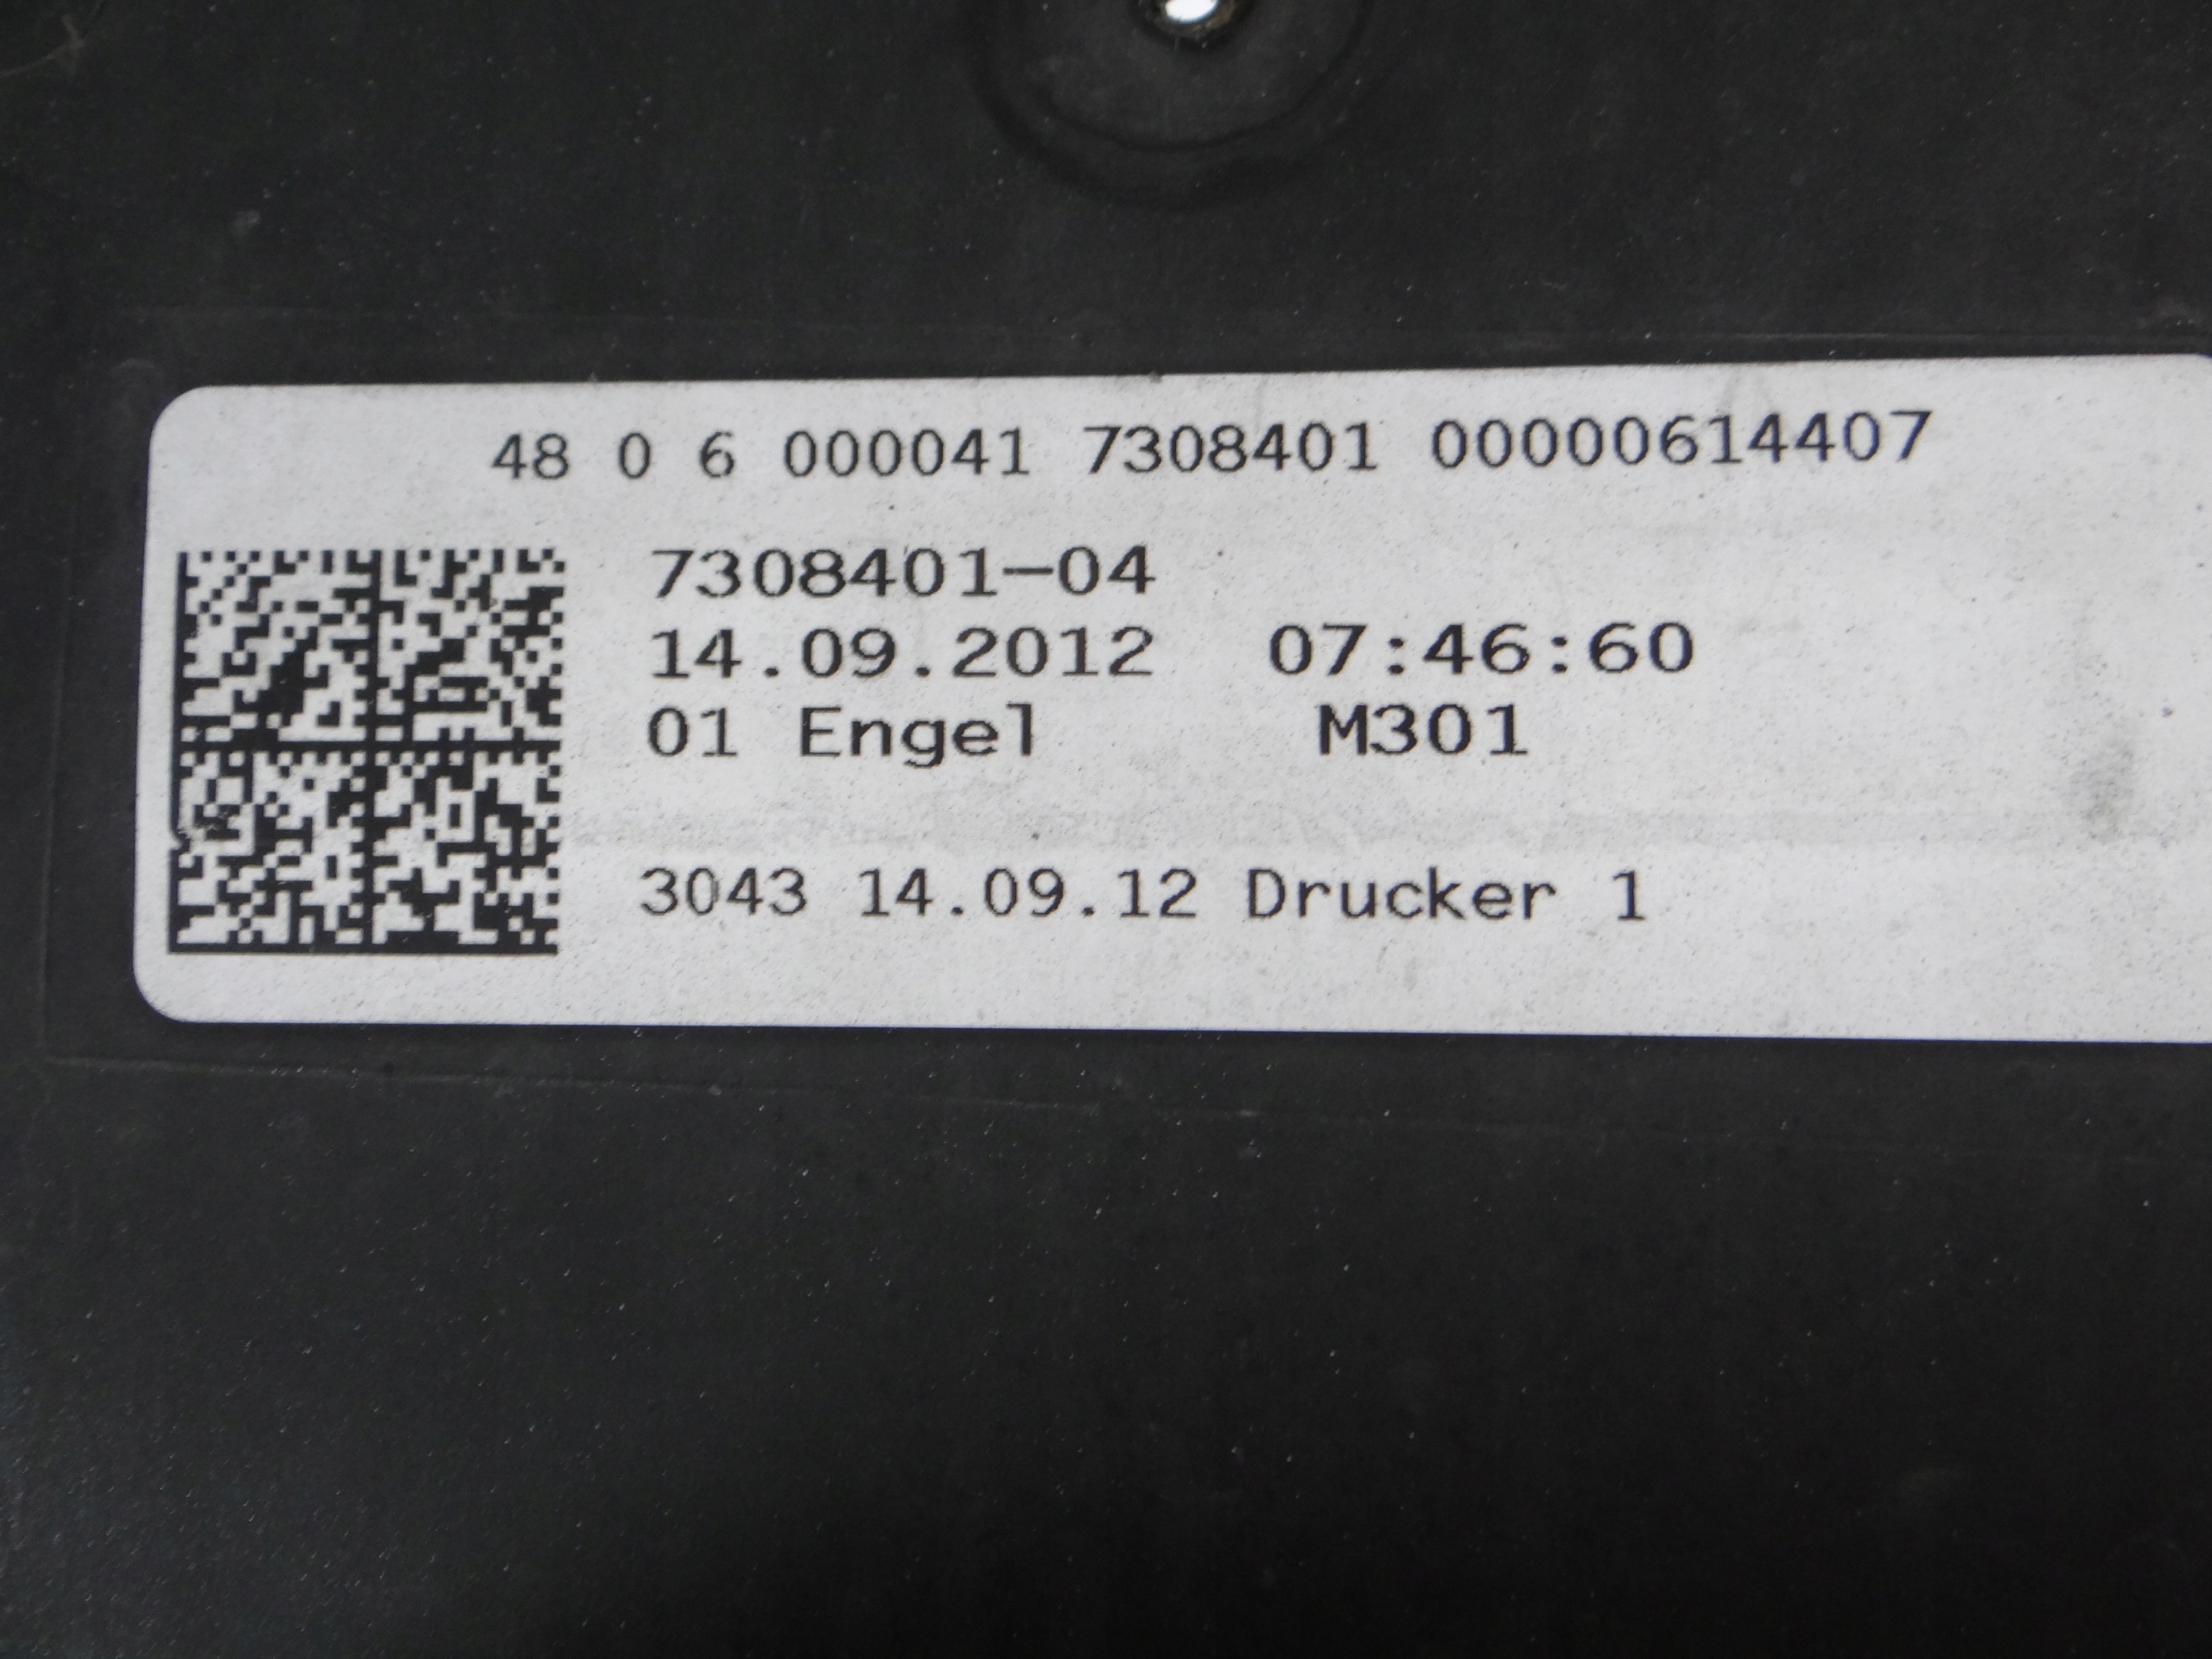 48 0 6 000041 7308401 00000614407
7308401-04
14.09.2012 07:46:60
01 Engel M301
3043 14.09.12 Drucker 1